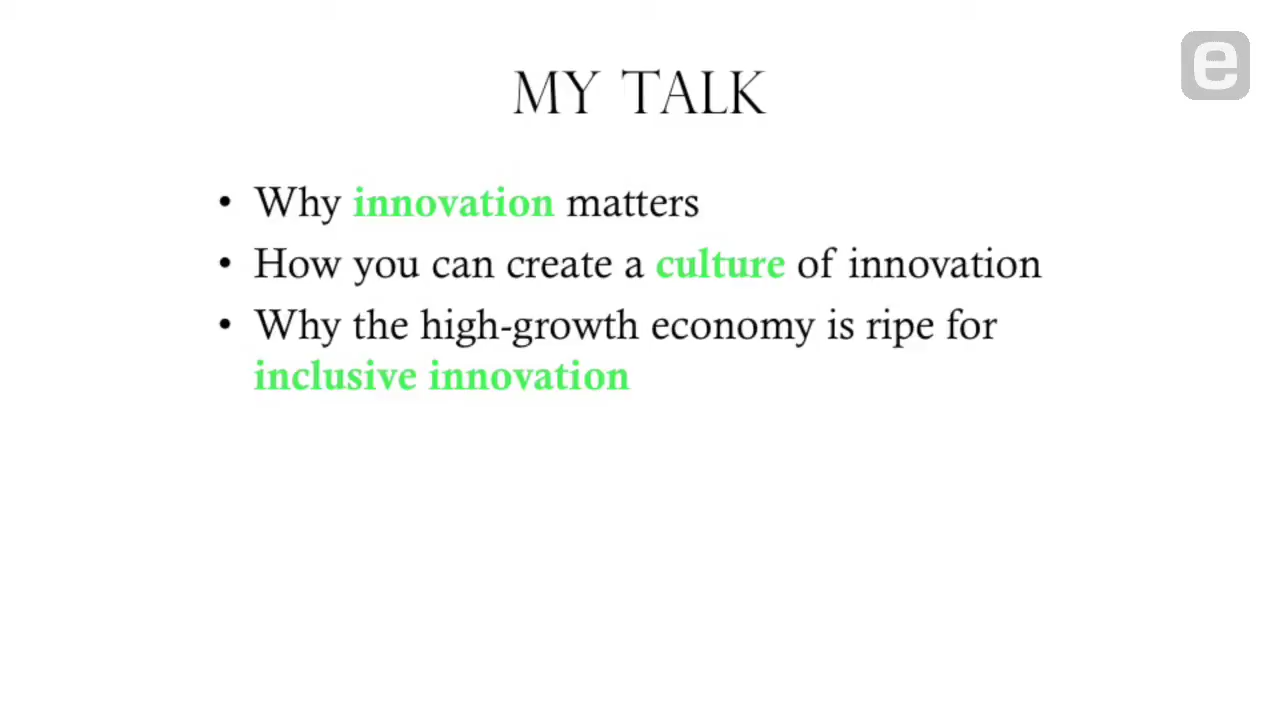 e
MY TALK
• Why innovation matters
• How you can create a culture of innovation
• Why the high-growth economy is ripe for
inclusive innovation